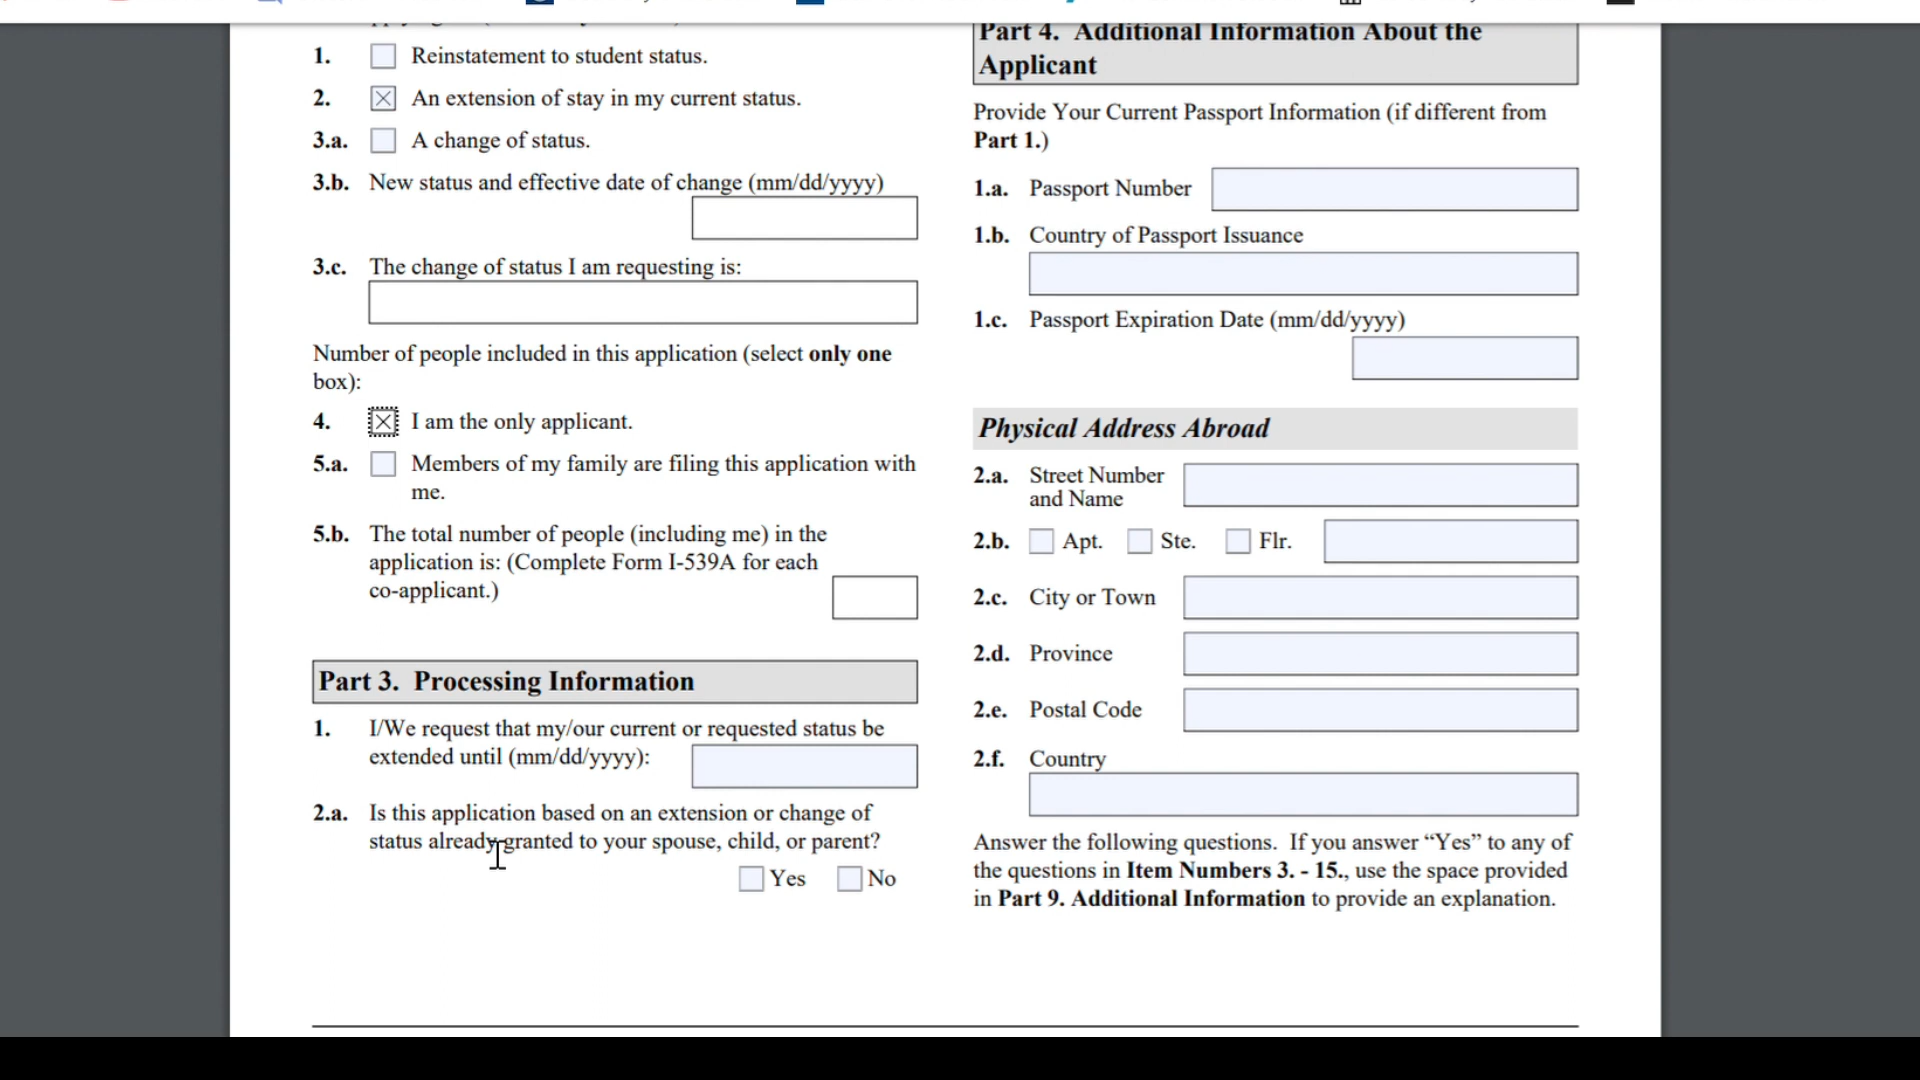 1. Reinstatement to student status.
2. An extension of stay in my current status.
3.a. A change of status.
3.b. New status and effective date of change (mm/dd/yyyy)
3.c. The change of status I am requesting is:
Number of people included in this application (select only one
box):
4. I am the only applicant.
5.a. Members of my family are filing this application with
me.
5.b. The total number of people (including me) in the
application is: (Complete Form I-539A for each
co-applicant.)
Part 3. Processing Information
1. I/We request that my/our current or requested status be
extended until (mm/dd/yyyy):
2.a. Is this application based on an extension or change of
status already granted to your spouse, child, or parent?
Yes No
Part 4. Additional Information About the
Applicant
Provide Your Current Passport Information (if different from
Part 1.)
1.a. Passport Number
1.b. Country of Passport Issuance
1.c. Passport Expiration Date (mm/dd/yyyy)
Physical Address Abroad
2.a. Street Number
and Name
2.b. Apt. Ste. Flr.
2.c. City or Town
2.d. Province
2.e. Postal Code
2.f. Country
Answer the following questions. If you answer “Yes” to any of
the questions in Item Numbers 3. - 15., use the space provided
in Part 9. Additional Information to provide an explanation.